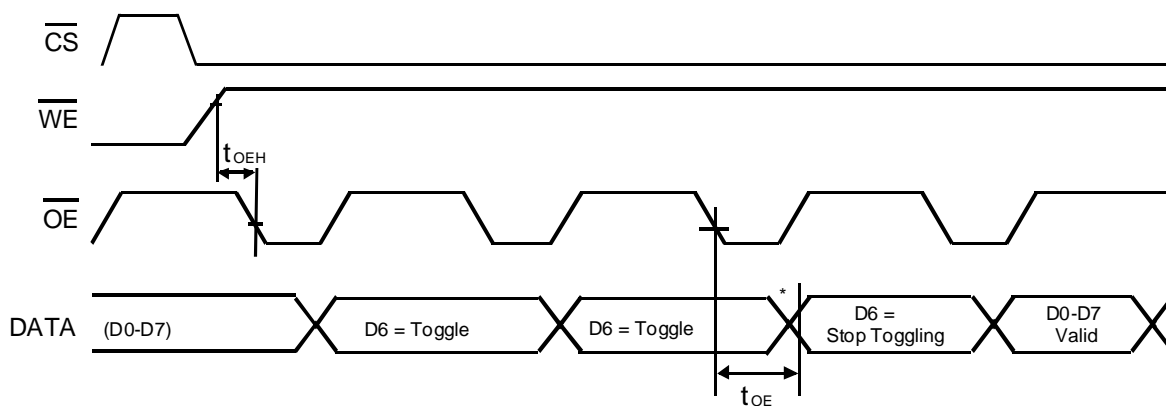 CS
WE
tOEH
OE
*
DATA
(D0-D7)
D6 = Toggle
D6 = Toggle
D6 =
Stop Toggling
D0-D7
Valid
tOE